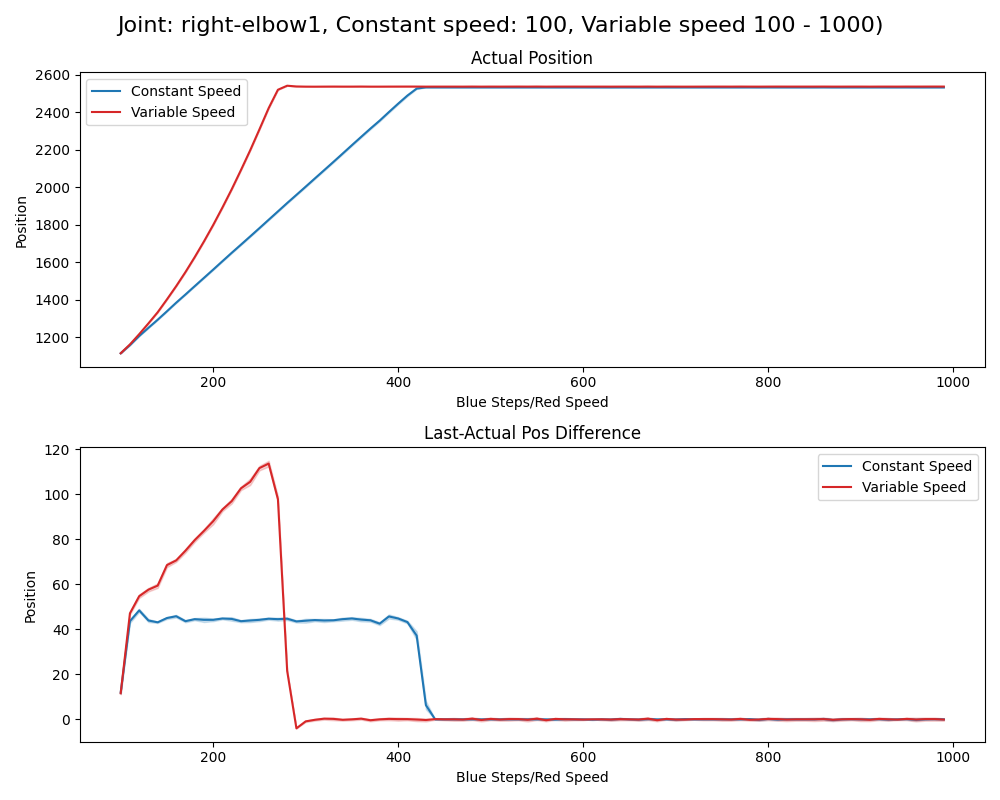 Joint: right-elbow1, Constant speed: 100, Variable speed 100 - 1000)
Actual Position
2600
2400
2200
2000
1800
1600
1400
1200
Position
Constant Speed
Variable Speed
200
400
600
800
1000
Blue Steps/Red Speed
Last-Actual Pos Difference
120
100
80
60
40
20
0
Position
Constant Speed
Variable Speed
200
400
600
800
1000
Blue Steps/Red Speed